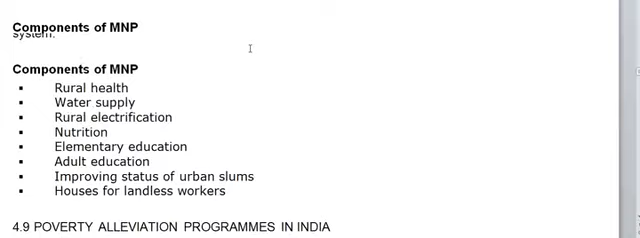 Components of MNP
system.
Components of MNP
▪ Rural health
▪ Water supply
▪ Rural electrification
▪ Nutrition
▪ Elementary education
▪ Adult education
▪ Improving status of urban slums
▪ Houses for landless workers
4.9 POVERTY ALLEVIATION PROGRAMMES IN INDIA